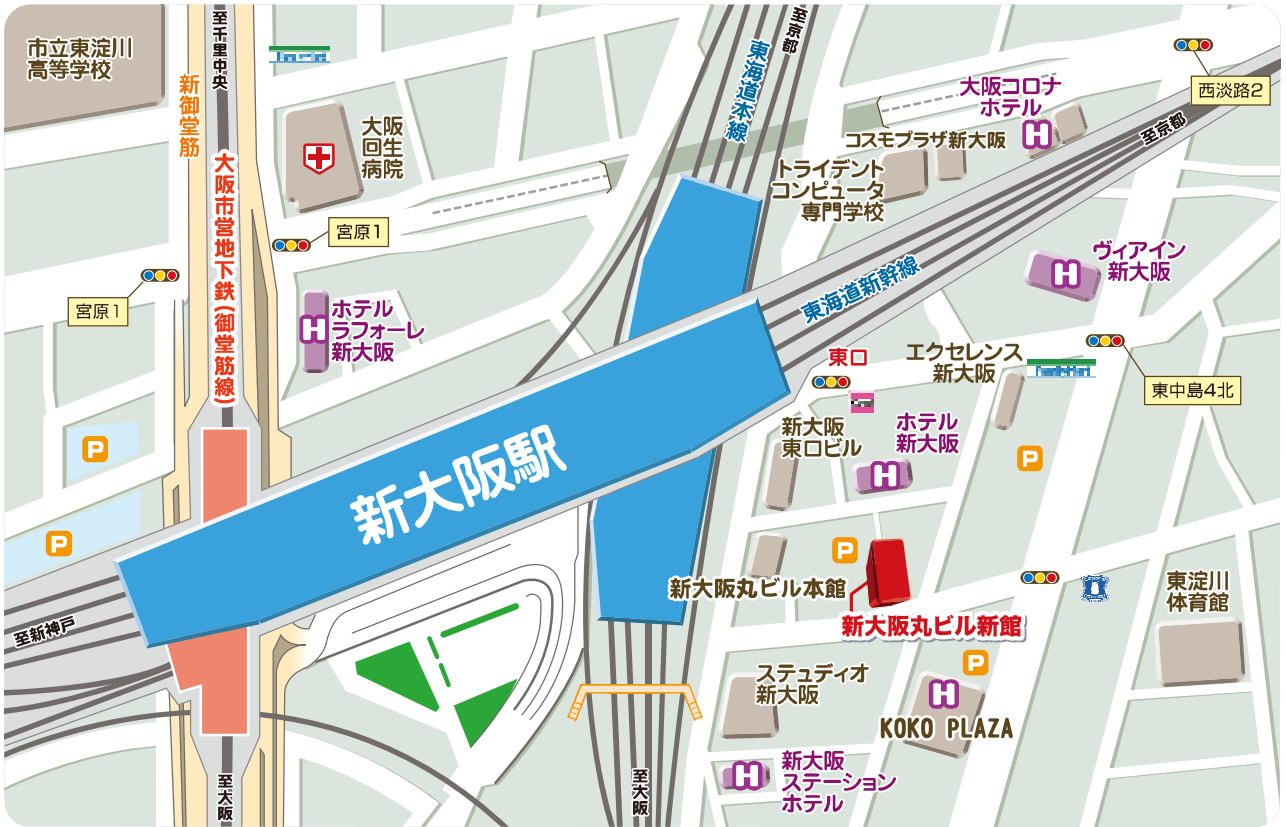 市立東淀川
高等学校
新御堂筋
至千里中央
大阪市営地下鉄(御堂筋線)
大阪
回生
病院
宮原1
宮原1
ホテル
ラフォーレ
新大阪
P
P
東海道本線
至京都
大阪コロナ
ホテル
H
コスモプラザ新大阪
トライデント
コンピュータ
専門学校
西淡路2
至京都
東海道新幹線
ヴィアイン
新大阪
H
H
東口
エクセレンス
新大阪
東中島4北
新大阪
東口ビル
ホテル
新大阪
H
P
新大阪駅
P
新大阪丸ビル本館
新大阪丸ビル新館
東淀川
体育館
至新神戸
ステュディオ
新大阪
P
H
KOKO PLAZA
新大阪
ステーション
ホテル
H
至大阪
至大阪